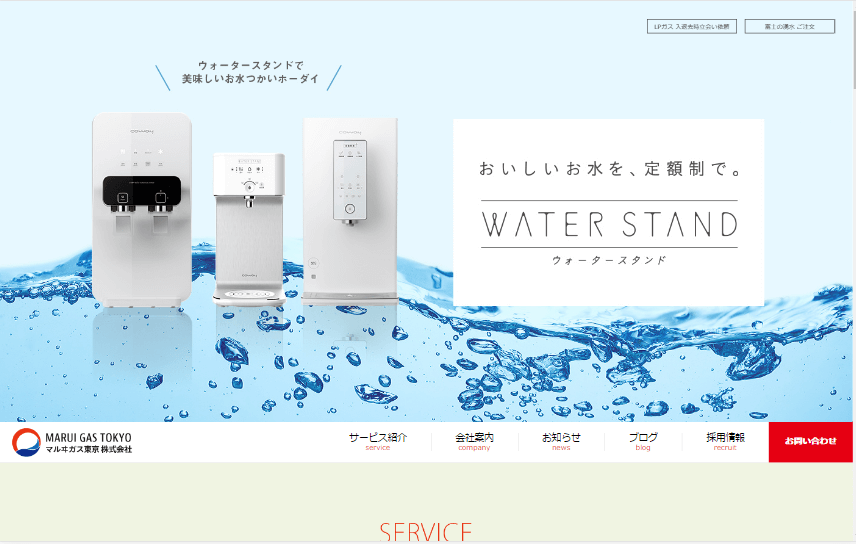 LPガス 入退去時立会い依頼
富士の湧水 ご注文
ウォータースタンドで
美味しいお水つかいホーダイ
おいしいお水を、定額制で。
WATER STAND
ウォータースタンド
MARUI GAS TOKYO
マルヰガス東京 株式会社
サービス紹介
service
会社案内
company
お知らせ
news
ブログ
blog
採用情報
recruit
お問い合わせ
SERVICE